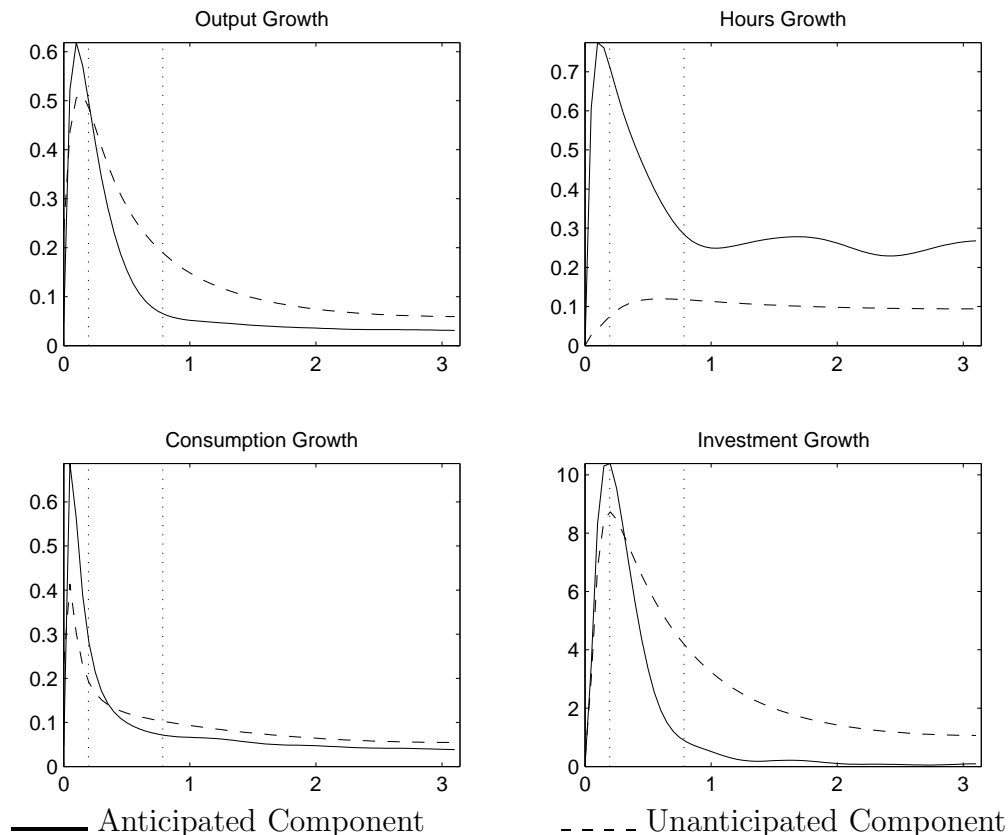 Output Growth
0.6
0.5
0.4
0.3
0.2
0.1
0
0 1 2 3
Hours Growth
0.7
0.6
0.5
0.4
0.3
0.2
0.1
0
0 1 2 3
Consumption Growth
0.6
0.5
0.4
0.3
0.2
0.1
0
0 1 2 3
Investment Growth
10
8
6
4
2
0
0 1 2 3
Anticipated Component
Unanticipated Component